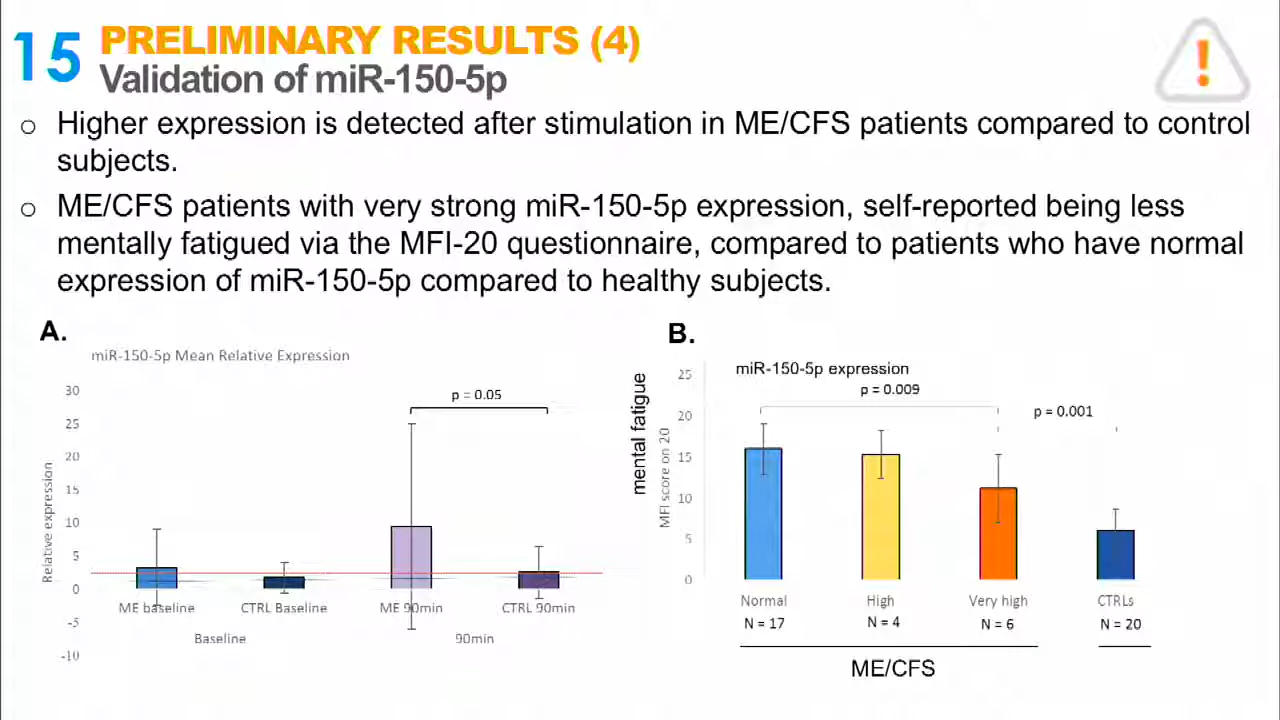 15
PRELIMINARY RESULTS (4)
Validation of miR-150-5p
!
o Higher expression is detected after stimulation in ME/CFS patients compared to control
subjects.
o ME/CFS patients with very strong miR-150-5p expression, self-reported being less
mentally fatigued via the MFI-20 questionnaire, compared to patients who have normal
expression of miR-150-5p compared to healthy subjects.
A.
miR-150-5p Mean Relative Expression
Relative expression
30
25
20
15
10
5
0
-5
-10
p = 0.05
ME baseline CTRL Baseline ME 90min CTRL 90min
Baseline 90min
B.
miR-150-5p expression
mental fatigue
MFI score on 20
25
20
15
10
5
0
p = 0.009
p = 0.001
Normal High Very high CTRLs
N = 17 N = 4 N = 6 N = 20
ME/CFS